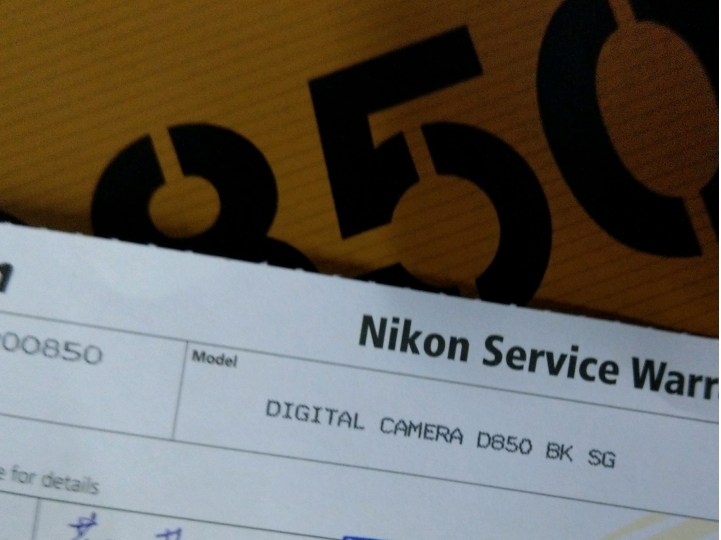 850
Nikon Service Warr
00850
Model
DIGITAL CAMERA D850 BK SG
for details